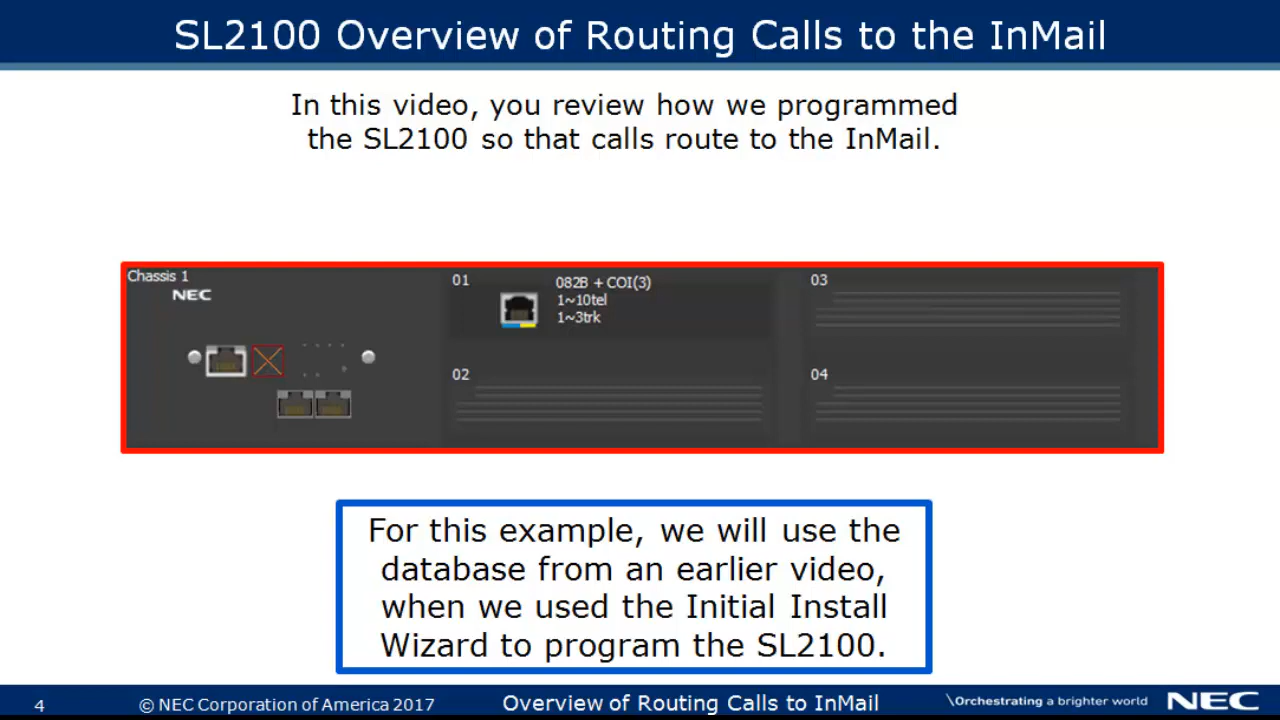 SL2100 Overview of Routing Calls to the InMail
In this video, you review how we programmed
the SL2100 so that calls route to the InMail.
Chassis 1
NEC
01
082B + COI(3)
1~10tel
1~3trk
02
03
04
For this example, we will use the
database from an earlier video,
when we used the Initial Install
Wizard to program the SL2100.
4
© NEC Corporation of America 2017
Overview of Routing Calls to InMail
\Orchestrating a brighter world
NEC